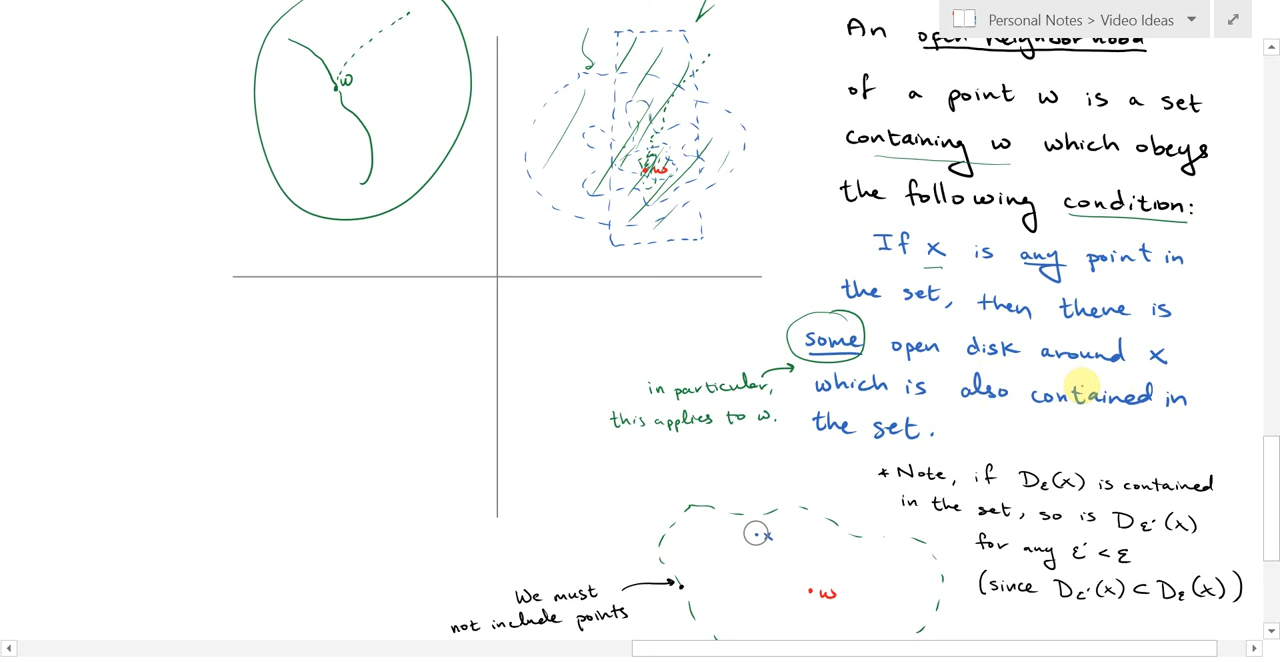 Personal Notes > Video Ideas
An open neighborhood
of a point w is a set
containing w which obeys
the following condition:
If x is any point in
the set, then there is
some open disk around x
which is also contained in
the set.
in particular,
this applies to w.
* Note, if Dε(x) is contained
in the set, so is Dε'(x)
for any ε' < ε
(since Dε'(x) ⊂ Dε(x))
We must
not include points
w
w
x
w